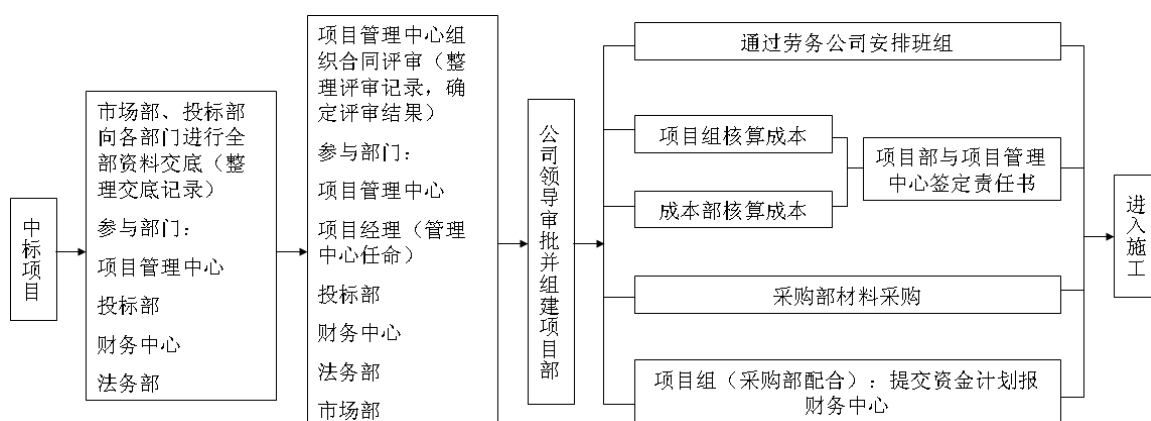 中标项目
市场部、投标部
向各部门进行全
部资料交底（整
理交底记录）
参与部门：
项目管理中心
投标部
财务中心
法务部
项目管理中心组
织合同评审（整
理评审记录，确
定评审结果）
参与部门：
项目管理中心
项目经理（管理
中心任命）
投标部
财务中心
法务部
市场部
公司领导审批并组建项目部
通过劳务公司安排班组
项目组核算成本
成本部核算成本
项目部与项目管理
中心签定责任书
采购部材料采购
项目组（采购部配合）：提交资金计划报
财务中心
进入施工